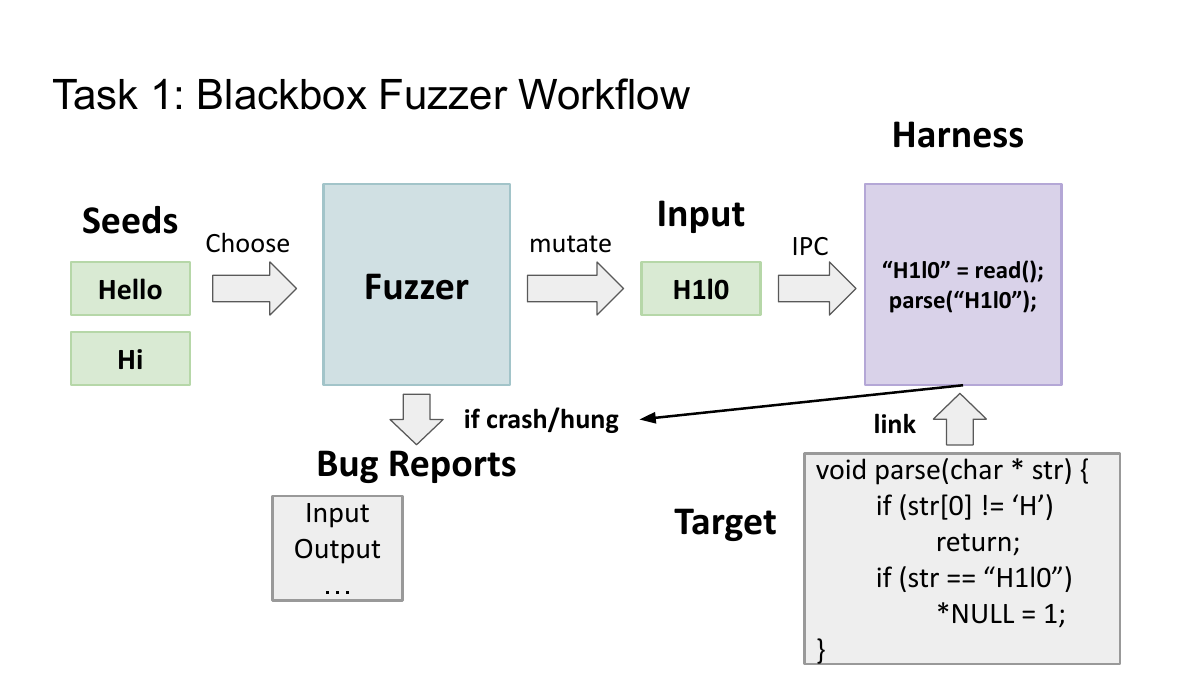 Task 1: Blackbox Fuzzer Workflow
Harness
Seeds
Choose
Hello
Hi
Fuzzer
mutate
Input
H1l0
IPC
“H1l0” = read();
parse(“H1l0”);
if crash/hung
Bug Reports
Input
Output
…
link
Target
void parse(char * str) {
if (str[0] != ‘H’)
return;
if (str == “H1l0”)
*NULL = 1;
}